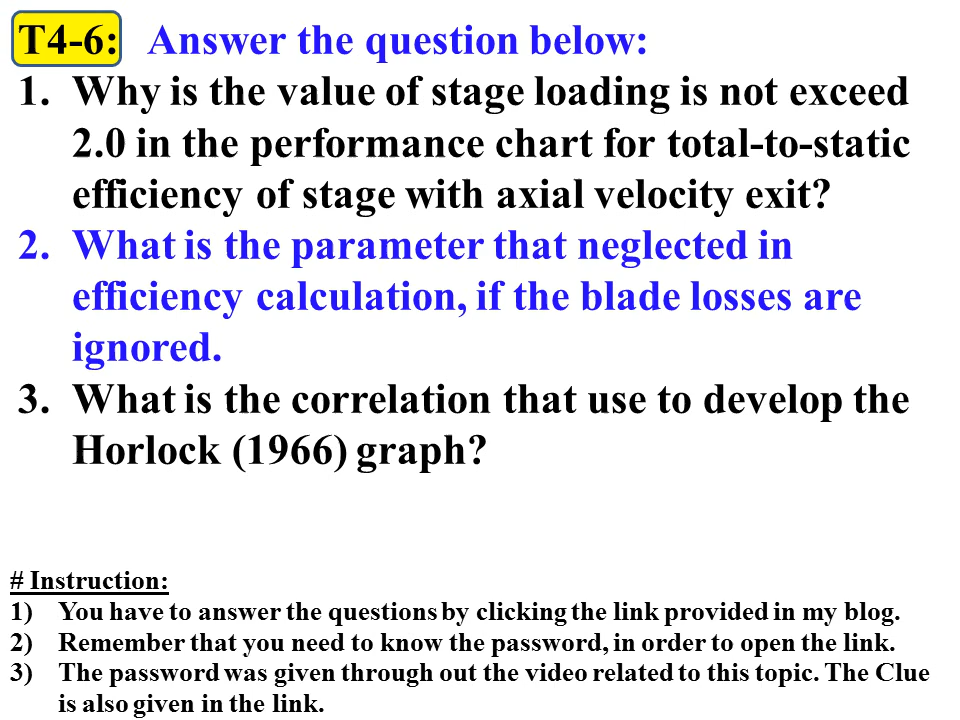 T4-6: Answer the question below:
1. Why is the value of stage loading is not exceed
2.0 in the performance chart for total-to-static
efficiency of stage with axial velocity exit?
2. What is the parameter that neglected in
efficiency calculation, if the blade losses are
ignored.
3. What is the correlation that use to develop the
Horlock (1966) graph?
# Instruction:
1) You have to answer the questions by clicking the link provided in my blog.
2) Remember that you need to know the password, in order to open the link.
3) The password was given through out the video related to this topic. The Clue
is also given in the link.